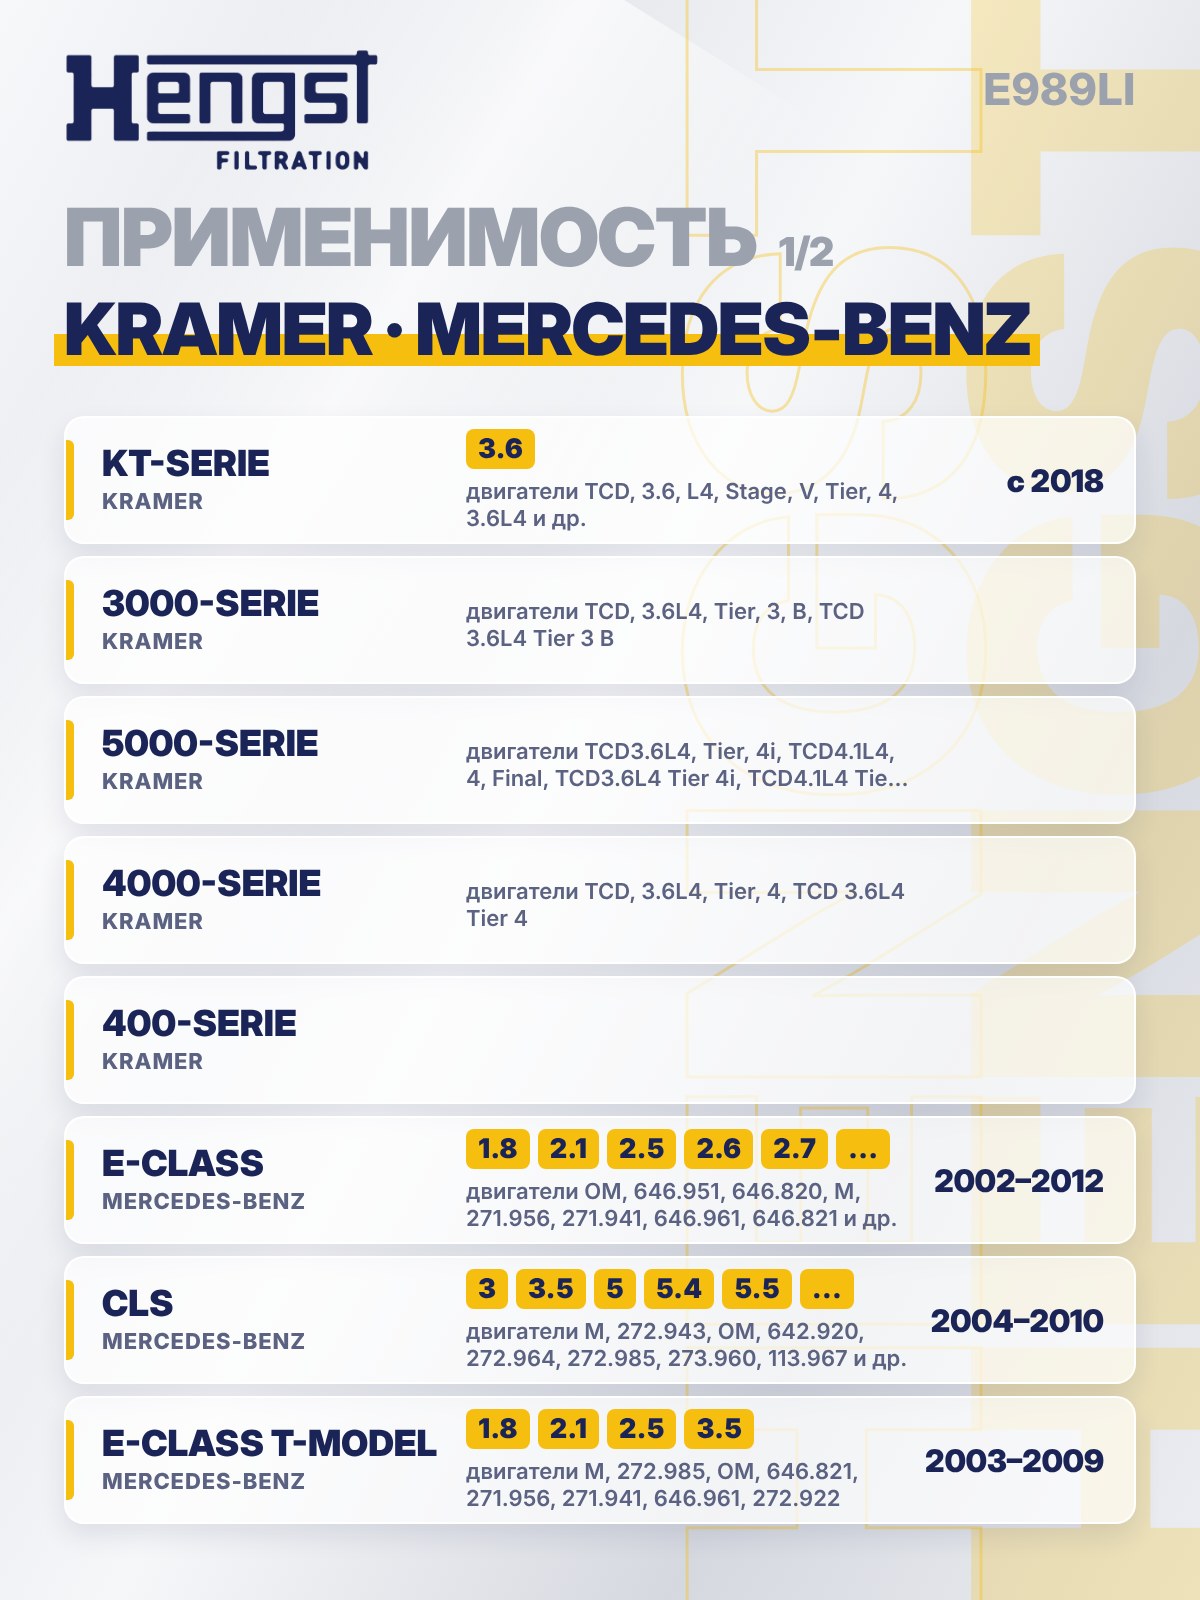 Hengst
FILTRATION
E989LI
ПРИМЕНИМОСТЬ 1/2
KRAMER · MERCEDES-BENZ
KT-SERIE
KRAMER
3.6
двигатели TCD, 3.6, L4, Stage, V, Tier, 4,
3.6L4 и др.
с 2018
3000-SERIE
KRAMER
двигатели TCD, 3.6L4, Tier, 3, B, TCD
3.6L4 Tier 3 B
5000-SERIE
KRAMER
двигатели TCD3.6L4, Tier, 4i, TCD4.1L4,
4, Final, TCD3.6L4 Tier 4i, TCD4.1L4 Tie...
4000-SERIE
KRAMER
двигатели TCD, 3.6L4, Tier, 4, TCD 3.6L4
Tier 4
400-SERIE
KRAMER
E-CLASS
MERCEDES-BENZ
1.8 2.1 2.5 2.6 2.7 ...
двигатели OM, 646.951, 646.820, M,
271.956, 271.941, 646.961, 646.821 и др.
2002–2012
CLS
MERCEDES-BENZ
3 3.5 5 5.4 5.5 ...
двигатели M, 272.943, OM, 642.920,
272.964, 272.985, 273.960, 113.967 и др.
2004–2010
E-CLASS T-MODEL
MERCEDES-BENZ
1.8 2.1 2.5 3.5
двигатели M, 272.985, OM, 646.821,
271.956, 271.941, 646.961, 272.922
2003–2009
HENGST
HENGST